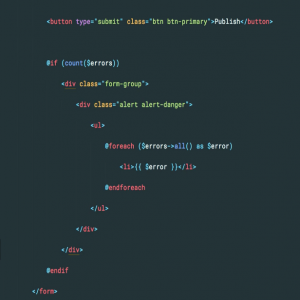 <button type="submit" class="btn btn-primary">Publish</button>
@if (count($errors))
<div class="form-group">
<div class="alert alert-danger">
<ul>
@foreach ($errors->all() as $error)
<li>{{ $error }}</li>
@endforeach
</ul>
</div>
</div>
@endif
</form>